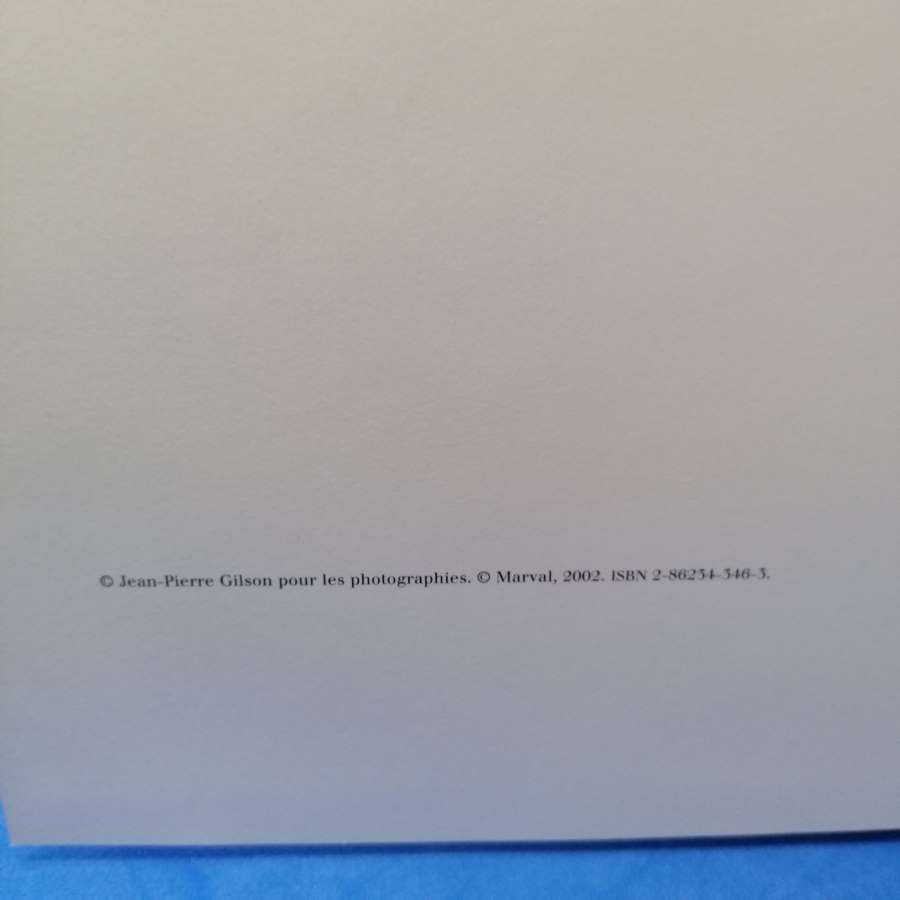 © Jean-Pierre Gilson pour les photographies. © Marval, 2002. ISBN 2-86234-346-3.